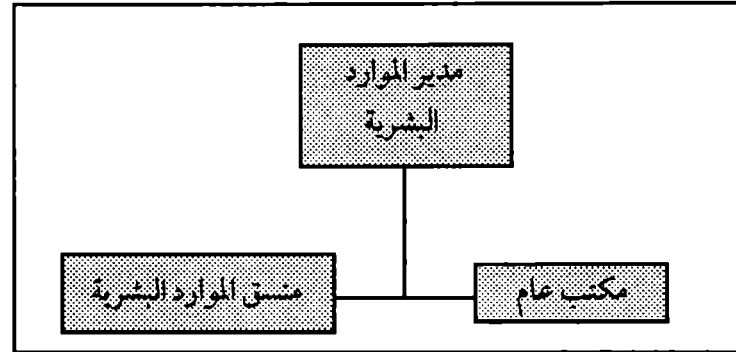 مدير الموارد
البشرية
مكتب عام
منسق الموارد البشرية